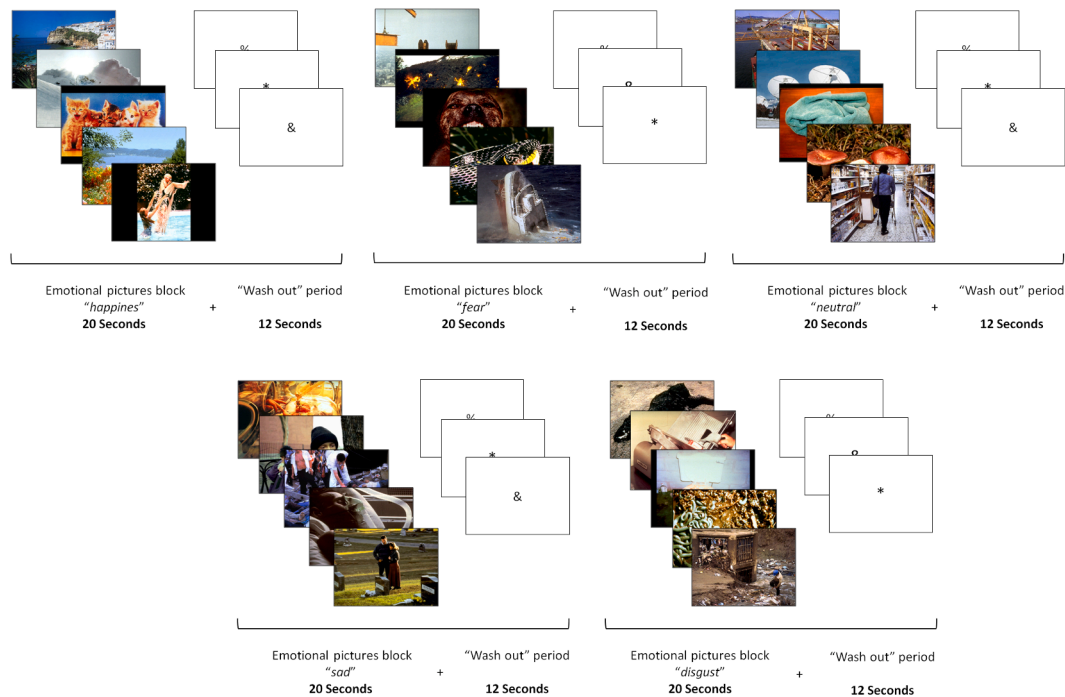 %
*
&
Emotional pictures block
“happines”
20 Seconds
+
“Wash out” period
12 Seconds
%
&
*
Emotional pictures block
“fear”
20 Seconds
+
“Wash out” period
12 Seconds
%
*
&
Emotional pictures block
“neutral”
20 Seconds
+
“Wash out” period
12 Seconds
%
*
&
Emotional pictures block
“sad”
20 Seconds
+
“Wash out” period
12 Seconds
%
&
*
Emotional pictures block
“disgust”
20 Seconds
+
“Wash out” period
12 Seconds